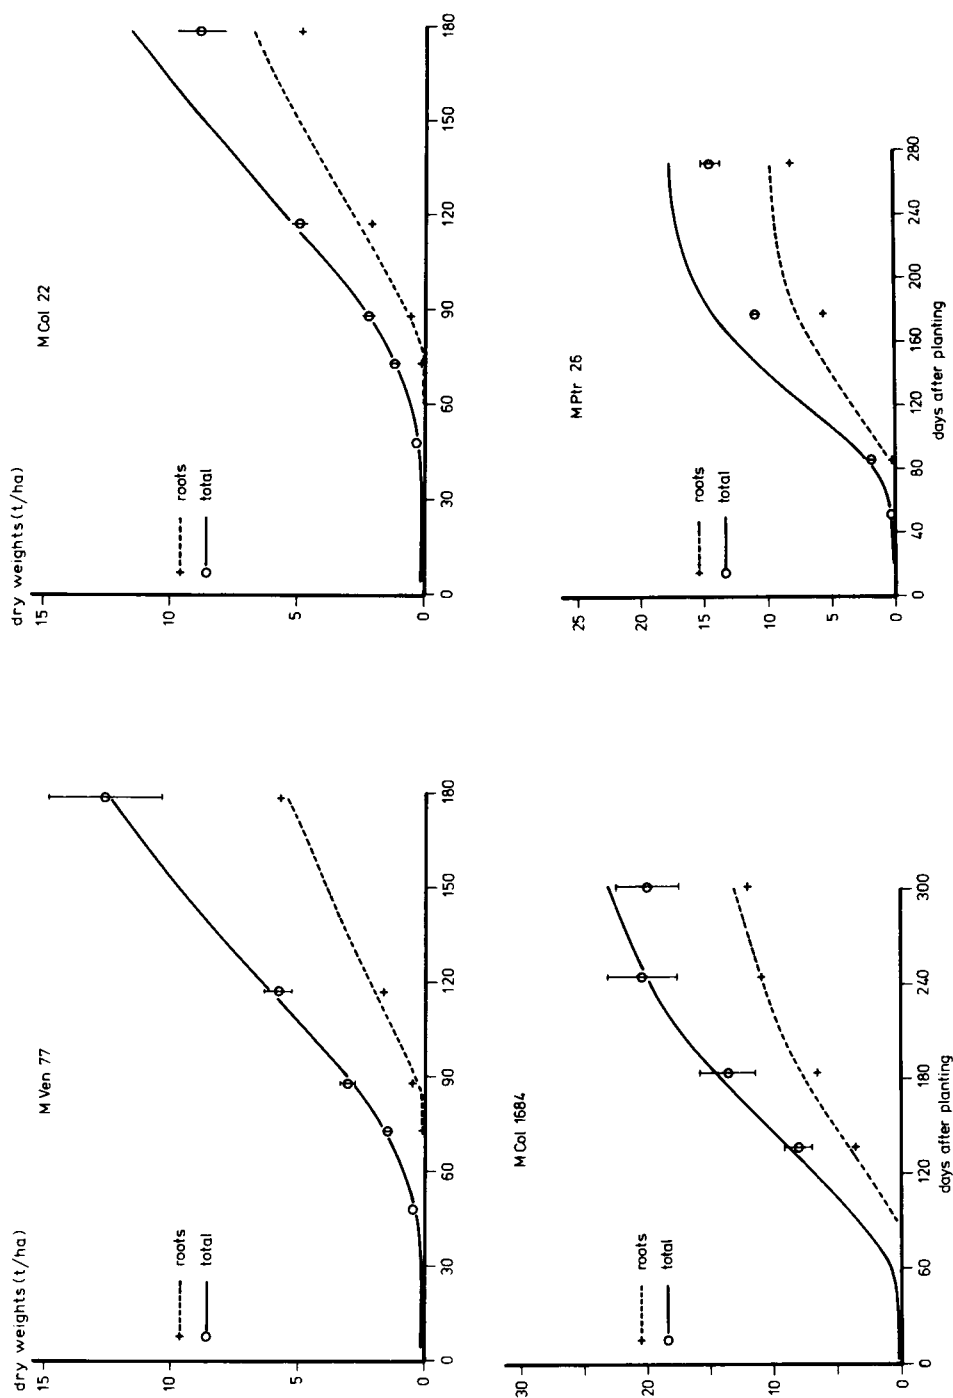 dry weights (t/ha)
M Ven 77
15
10
5
0
+ roots
o total
0 30 60 90 120 150 180
dry weights (t/ha)
M Col 22
15
10
5
0
roots
total
0 30 60 90 120 150 180
M Col 1684
30
20
10
0
roots
total
60 120 180 240 300
days after planting
MPtr 26
25
20
15
10
5
0
roots
total
0 40 80 120 160 200 240 280
days after planting